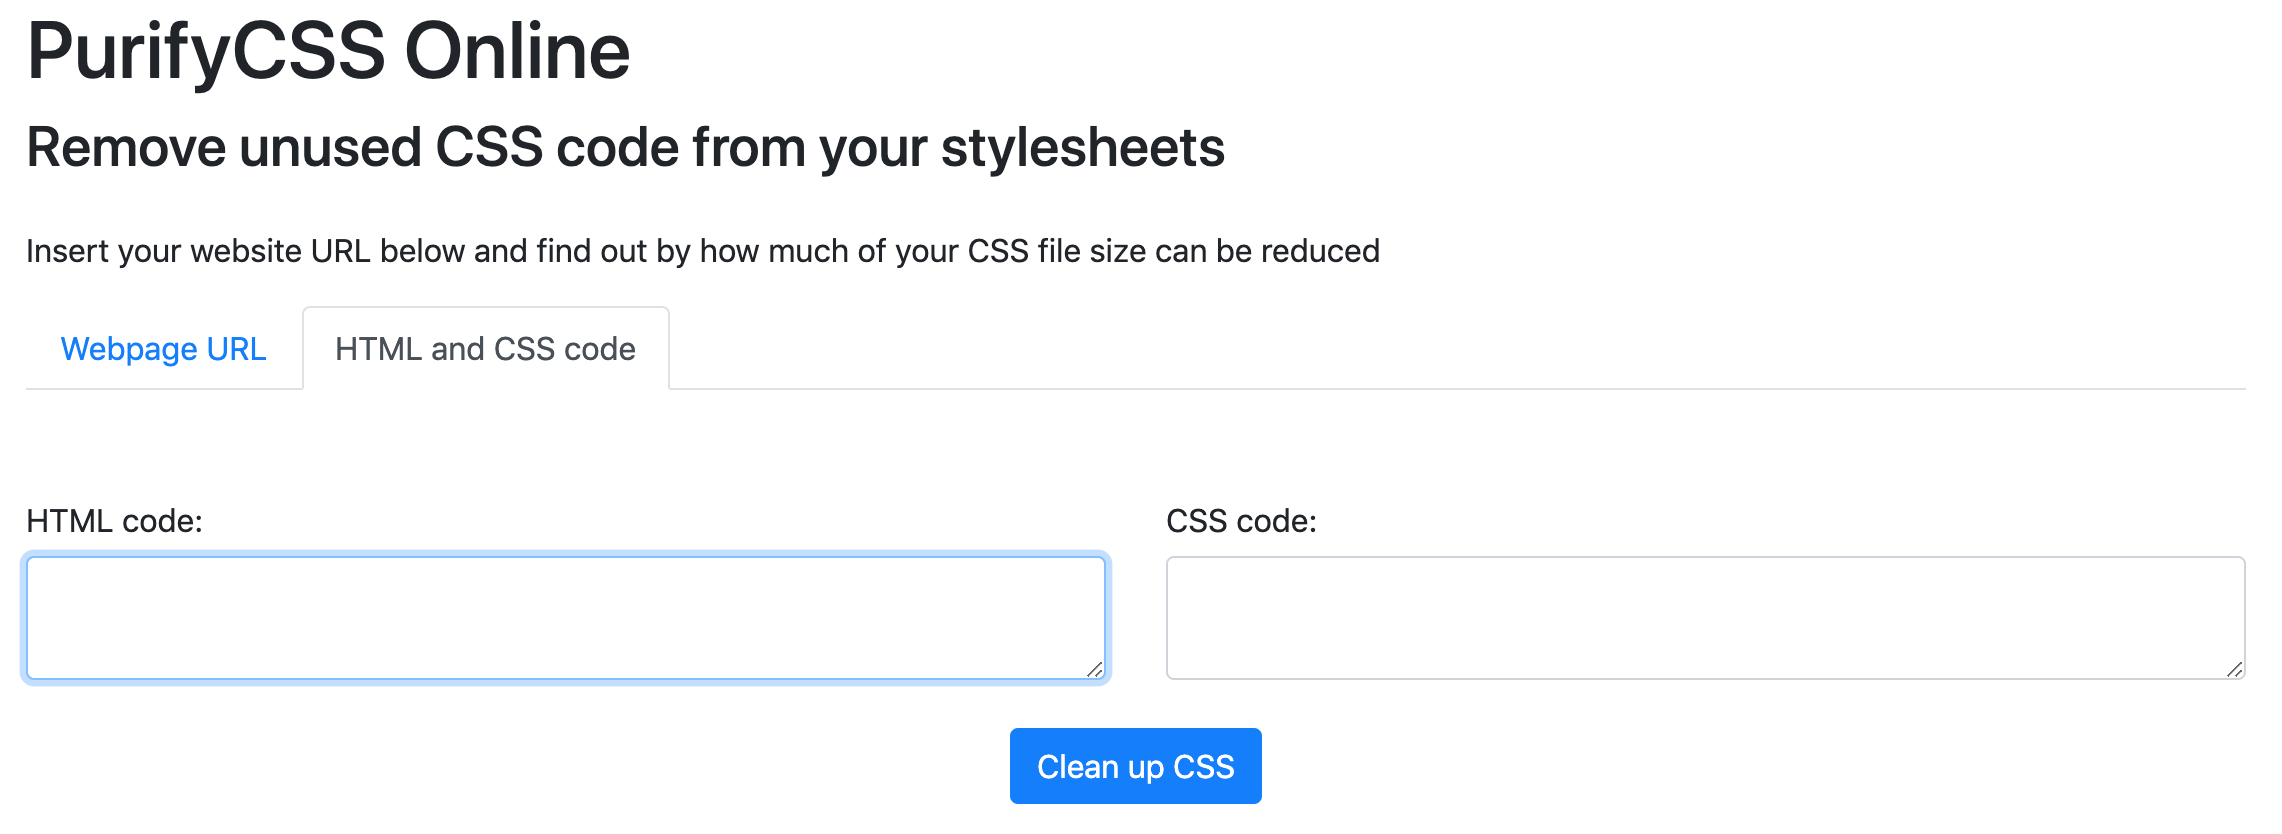 PurifyCSS Online
Remove unused CSS code from your stylesheets
Insert your website URL below and find out by how much of your CSS file size can be reduced
Webpage URL
HTML and CSS code
HTML code:
CSS code:
Clean up CSS